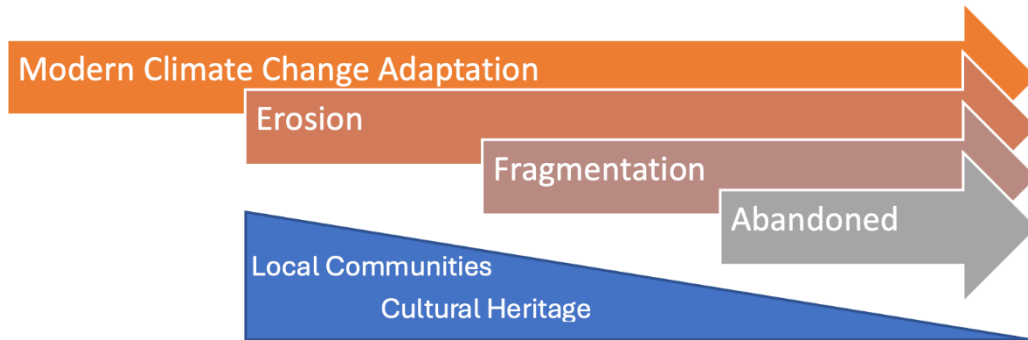 Modern Climate Change Adaptation
Erosion
Fragmentation
Abandoned
Local Communities
Cultural Heritage